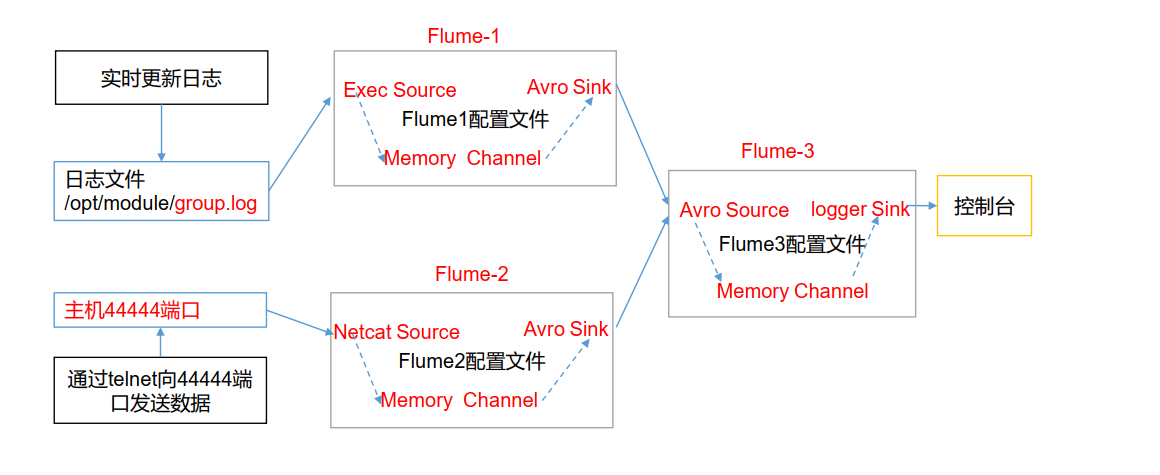 Flume-1
实时更新日志
Exec Source
Avro Sink
Flume1配置文件
Memory  Channel
日志文件
/opt/module/group.log
Flume-3
Avro Source
logger Sink
Flume3配置文件
Memory Channel
控制台
Flume-2
主机44444端口
Netcat Source
Avro Sink
Flume2配置文件
Memory  Channel
通过telnet向44444端
口发送数据